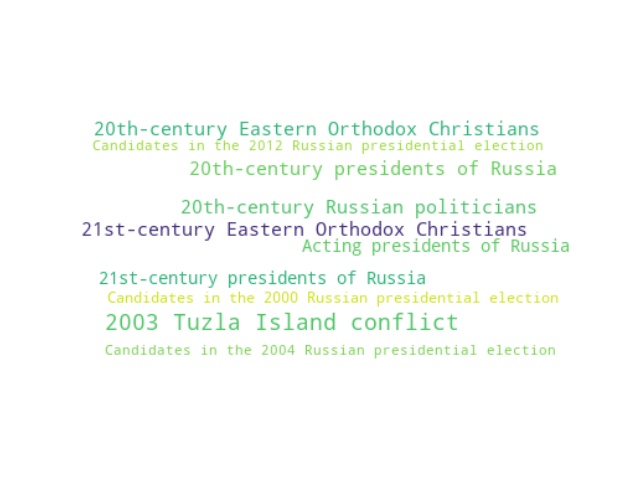 20th-century Eastern Orthodox Christians
Candidates in the 2012 Russian presidential election
20th-century presidents of Russia
20th-century Russian politicians
21st-century Eastern Orthodox Christians
Acting presidents of Russia
21st-century presidents of Russia
Candidates in the 2000 Russian presidential election
2003 Tuzla Island conflict
Candidates in the 2004 Russian presidential election